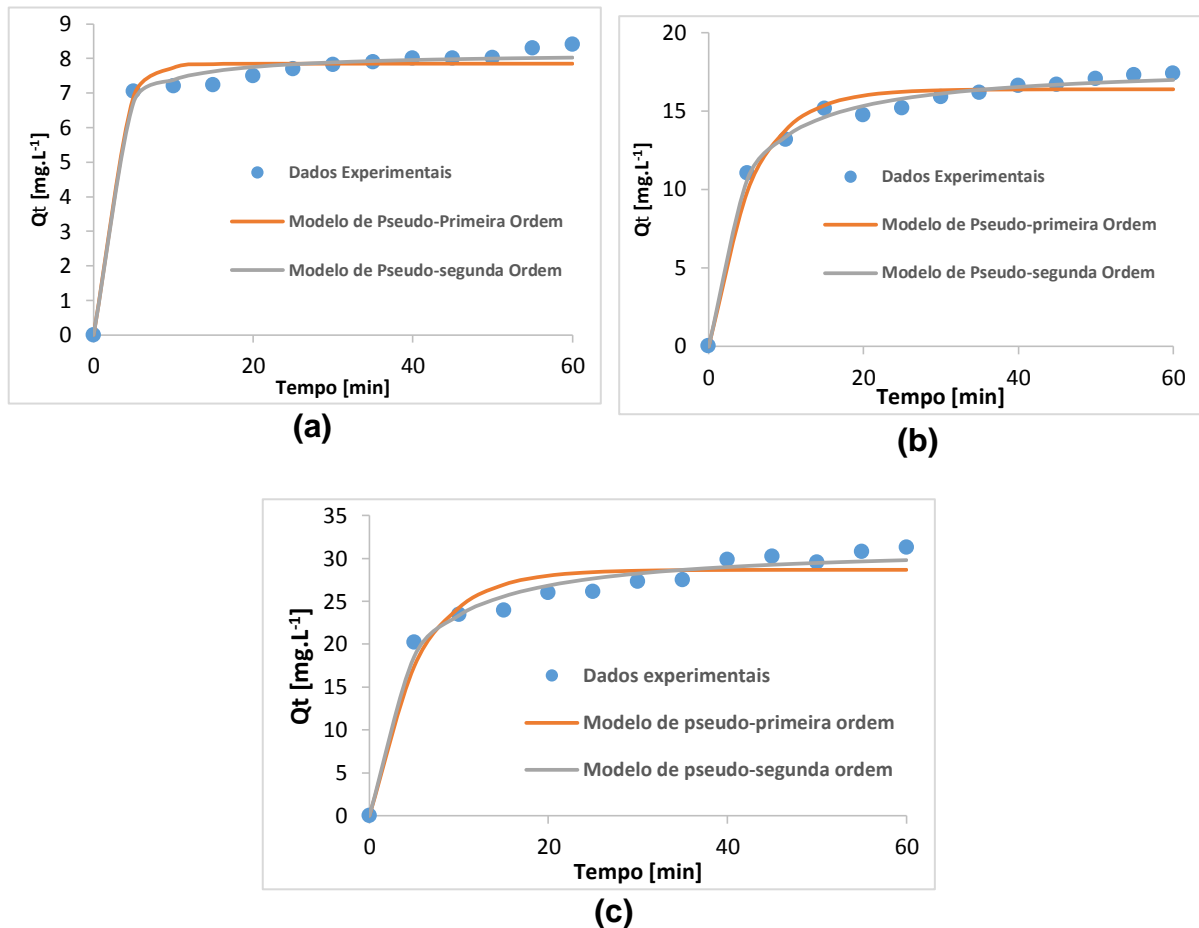 9
8
7
6
5
4
3
2
1
0
Qt [mg.L-1]
Dados Experimentais
Modelo de Pseudo-Primeira Ordem
Modelo de Pseudo-segunda Ordem
0 20 40 60
Tempo [min]
(a)
20
15
10
5
0
Qt [mg.L-1]
Dados Experimentais
Modelo de Pseudo-primeira Ordem
Modelo de Pseudo-segunda Ordem
0 20 40 60
Tempo [min]
(b)
35
30
25
20
15
10
5
0
Qt [mg.L-1]
Dados experimentais
Modelo de pseudo-primeira ordem
Modelo de pseudo-segunda ordem
0 20 40 60
Tempo [min]
(c)